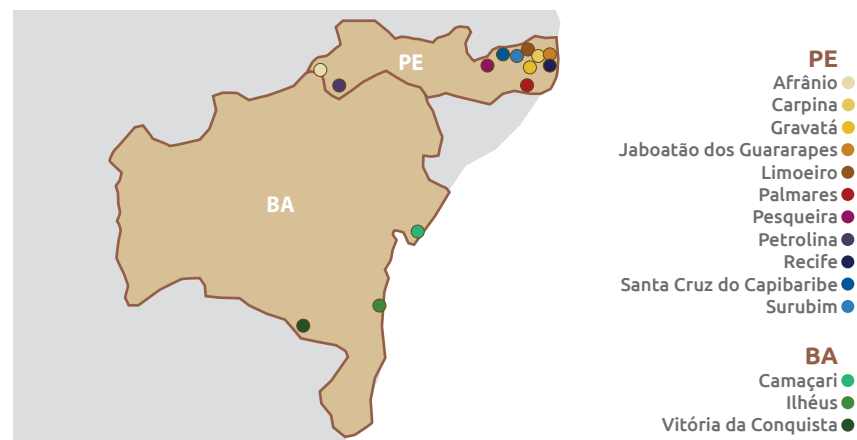 PE
BA
PE
Afrânio
Carpina
Gravatá
Jaboatão dos Guararapes
Limoeiro
Palmares
Pesqueira
Petrolina
Recife
Santa Cruz do Capibaribe
Surubim
BA
Camaçari
Ilhéus
Vitória da Conquista